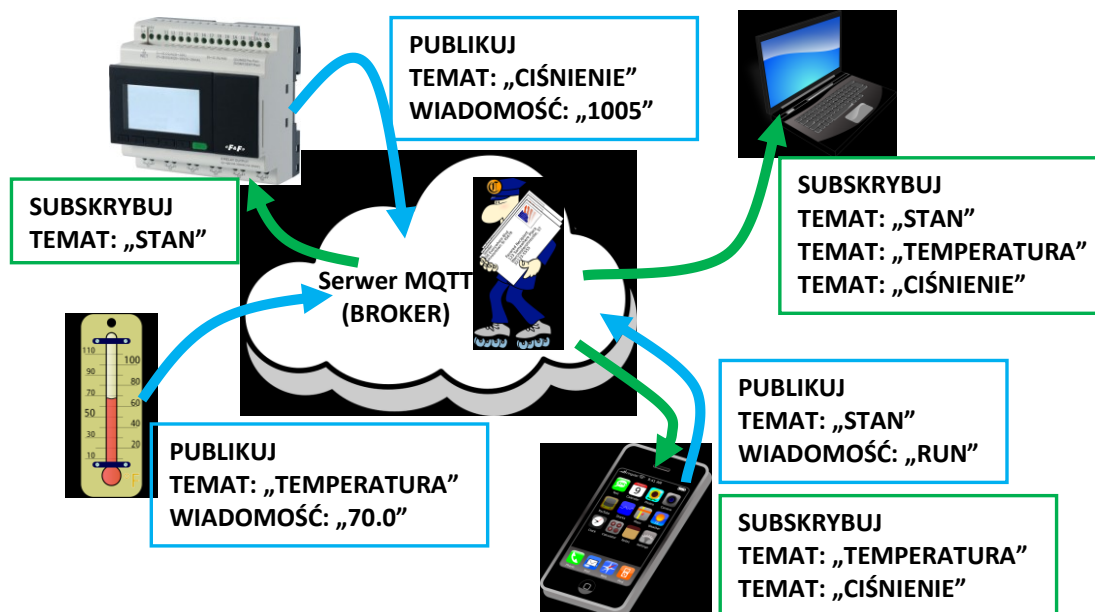 PUBLIKUJ
TEMAT: „CIŚNIENIE”
WIADOMOŚĆ: „1005”
F&F
SUBSKRYBUJ
TEMAT: „STAN”
SUBSKRYBUJ
TEMAT: „STAN”
TEMAT: „TEMPERATURA”
TEMAT: „CIŚNIENIE”
Serwer MQTT
(BROKER)
110
100
90
80
70
60
50
40
30
20
10
F
PUBLIKUJ
TEMAT: „TEMPERATURA”
WIADOMOŚĆ: „70.0”
PUBLIKUJ
TEMAT: „STAN”
WIADOMOŚĆ: „RUN”
SUBSKRYBUJ
TEMAT: „TEMPERATURA”
TEMAT: „CIŚNIENIE”